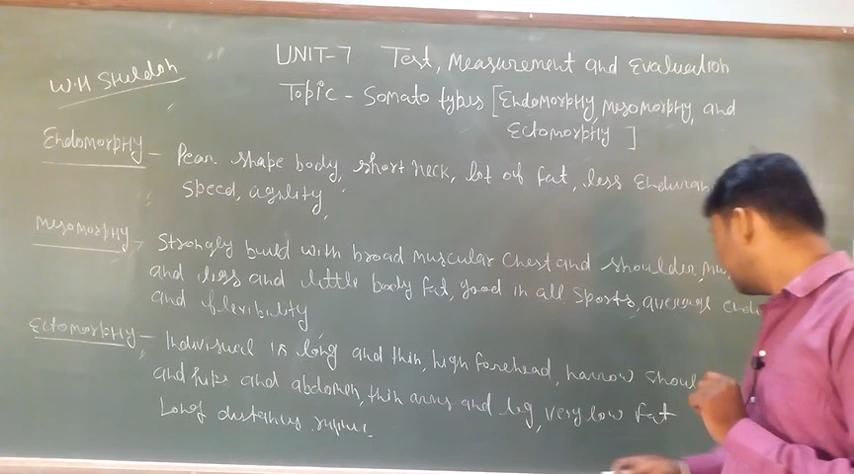 UNIT-7 Test, Measurement and Evaluation
W.H Sheldon
Topic - Somato types [Endomorphy, Mesomorphy, and
Ectomorphy]
Endomorphy - Pear shape body, short neck, lot of fat, less Enduran
Speed, agility,
Mesomorphy - Strongly build with broad muscular chest and shoulder, mu
and legs and little body fat, good in all sports, average endu
and flexibility
Ectomorphy - Individual is long and thin, high forehead, narrow shoul
and hips and abdomen, thin arms and leg, very low fat
Long distances